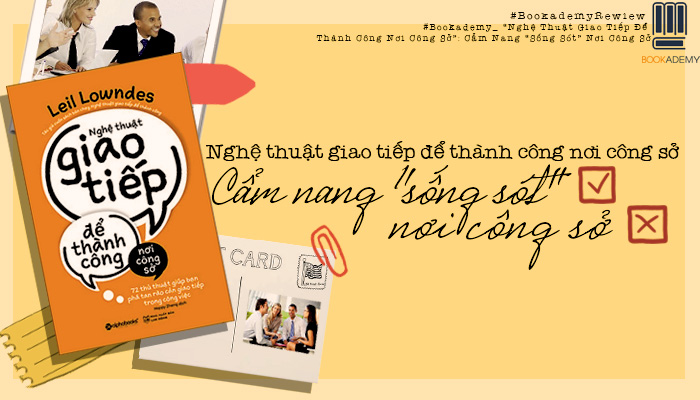 #BookademyReview
#Bookademy_ "Nghệ Thuật Giao Tiếp Để
Thành Công Nơi Công Sở": Cẩm Nang "Sống Sót" Nơi Công Sở
BOOKADEMY
Leil Lowndes
Nghệ thuật
giao
tiếp
để
thành
công
nơi
công
sở
72 thủ thuật giúp bạn
phá tan rào cản giao tiếp
trong công việc
alphabooks
Nghệ thuật giao tiếp để thành công nơi công sở
Cẩm nang "sống sót"
nơi công sở
CARD